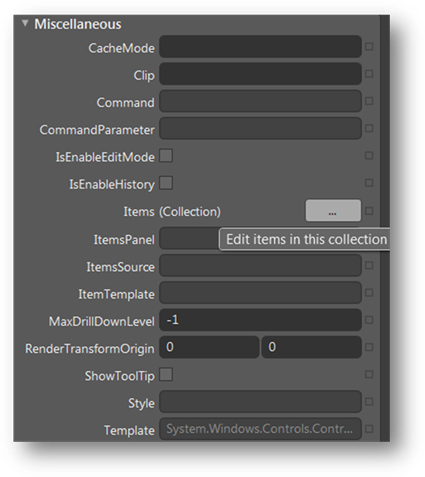 Miscellaneous
CacheMode
Clip
Command
CommandParameter
IsEnableEditMode
IsEnableHistory
Items (Collection) ...
ItemsPanel Edit items in this collection
ItemsSource
ItemTemplate
MaxDrillDownLevel -1
RenderTransformOrigin 0 0
ShowToolTip
Style
Template System.Windows.Controls.Contr...